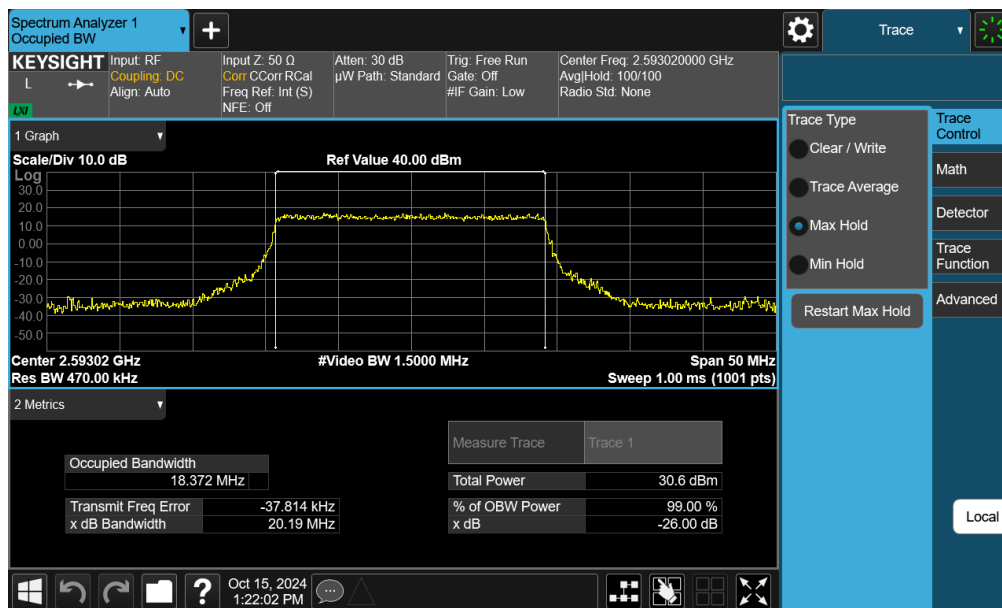 Spectrum Analyzer 1
Occupied BW
+
Trace
KEYSIGHT
L
LXI
Input: RF
Coupling: DC
Align: Auto
Input Z: 50 Ω
Corr CCorr RCal
Freq Ref: Int (S)
NFE: Off
Atten: 30 dB
µW Path: Standard
Trig: Free Run
Gate: Off
#IF Gain: Low
Center Freq: 2.593020000 GHz
Avg|Hold: 100/100
Radio Std: None
1 Graph
Scale/Div 10.0 dB
Ref Value 40.00 dBm
Log
30.0
20.0
10.0
0.00
-10.0
-20.0
-30.0
-40.0
-50.0
Center 2.59302 GHz
#Video BW 1.5000 MHz
Span 50 MHz
Res BW 470.00 kHz
Sweep 1.00 ms (1001 pts)
2 Metrics
Measure Trace Trace 1
Occupied Bandwidth
18.372 MHz
Total Power 30.6 dBm
Transmit Freq Error -37.814 kHz
% of OBW Power 99.00 %
x dB Bandwidth 20.19 MHz
x dB -26.00 dB
Trace Type
Clear / Write
Trace Average
Max Hold
Min Hold
Restart Max Hold
Trace
Control
Math
Detector
Trace
Function
Advanced
Local
?
Oct 15, 2024
1:22:02 PM